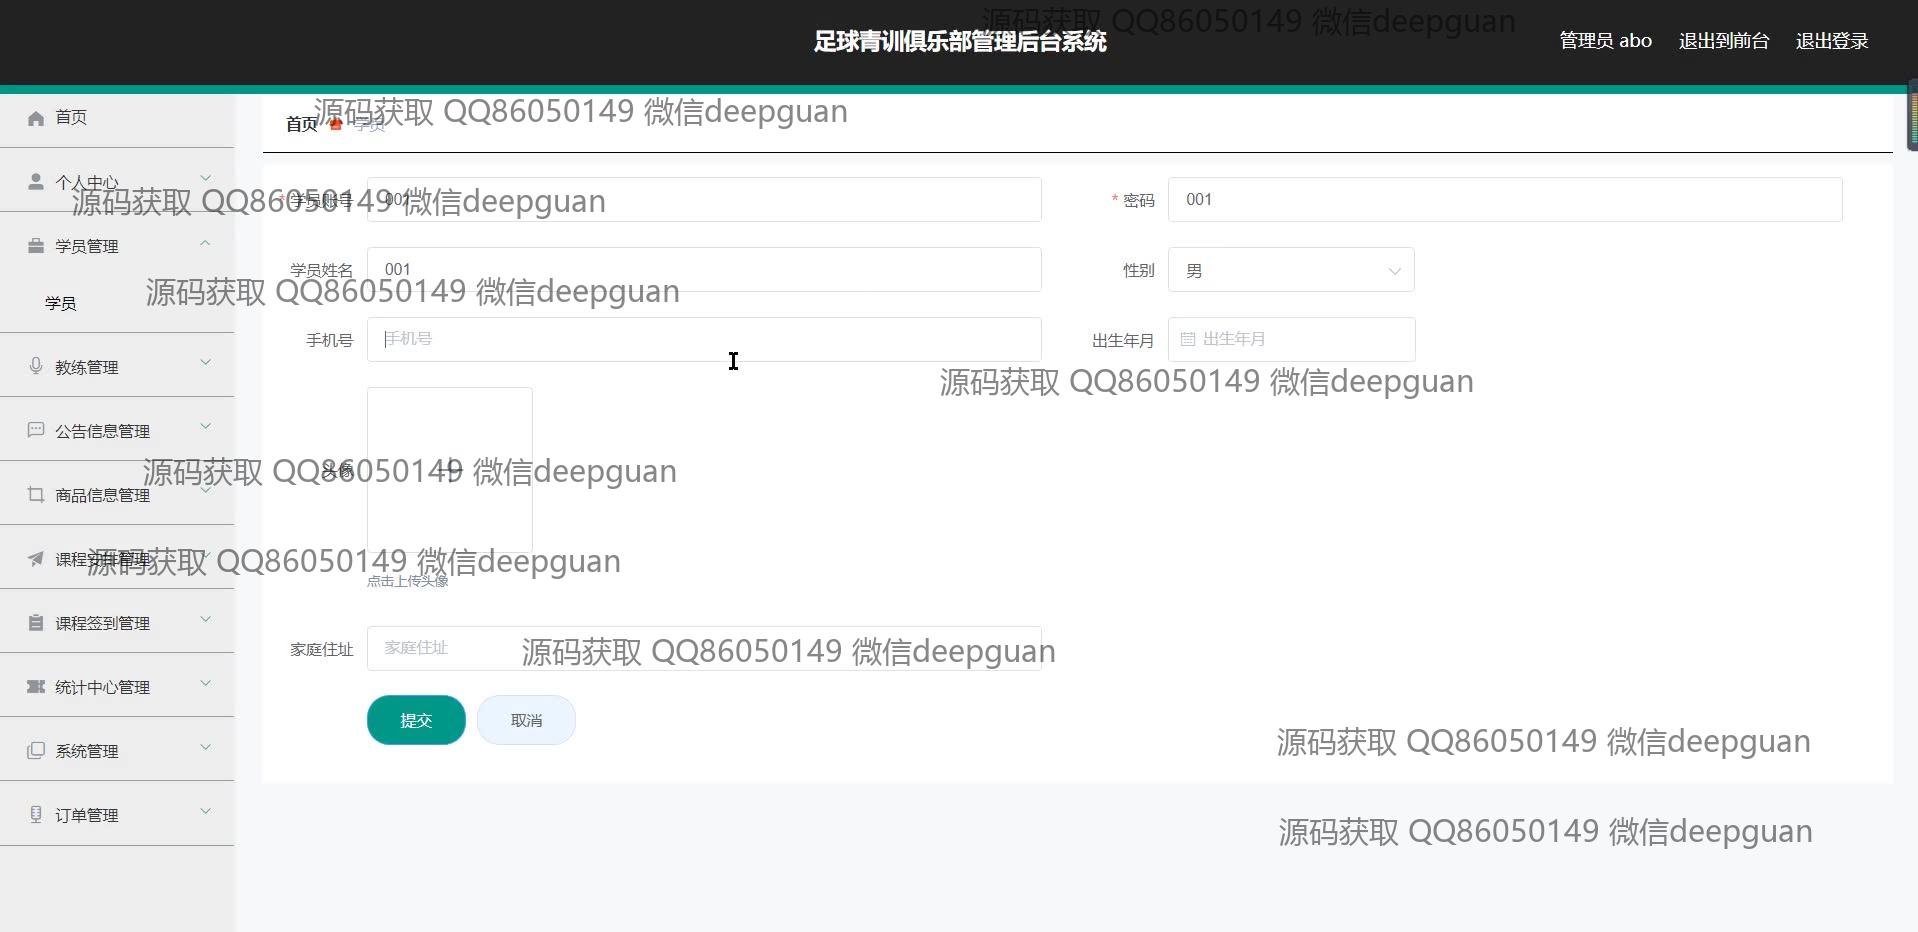 源码获取 QQ86050149 微信deepguan
足球青训俱乐部管理后台系统
管理员 abo
退出到前台
退出登录
首页
源码获取 QQ86050149 微信deepguan
首页
学员
个人中心
源码获取 QQ86050149 微信deepguan
* 学员账号
001
* 密码
001
学员管理
学员姓名
001
性别
男
源码获取 QQ86050149 微信deepguan
学员
手机号
手机号
出生年月
出生年月
教练管理
源码获取 QQ86050149 微信deepguan
公告信息管理
头像
源码获取 QQ86050149 微信deepguan
商品信息管理
课程安排管理
源码获取 QQ86050149 微信deepguan
点击上传头像
课程签到管理
家庭住址
家庭住址
源码获取 QQ86050149 微信deepguan
统计中心管理
提交
取消
源码获取 QQ86050149 微信deepguan
系统管理
订单管理
源码获取 QQ86050149 微信deepguan